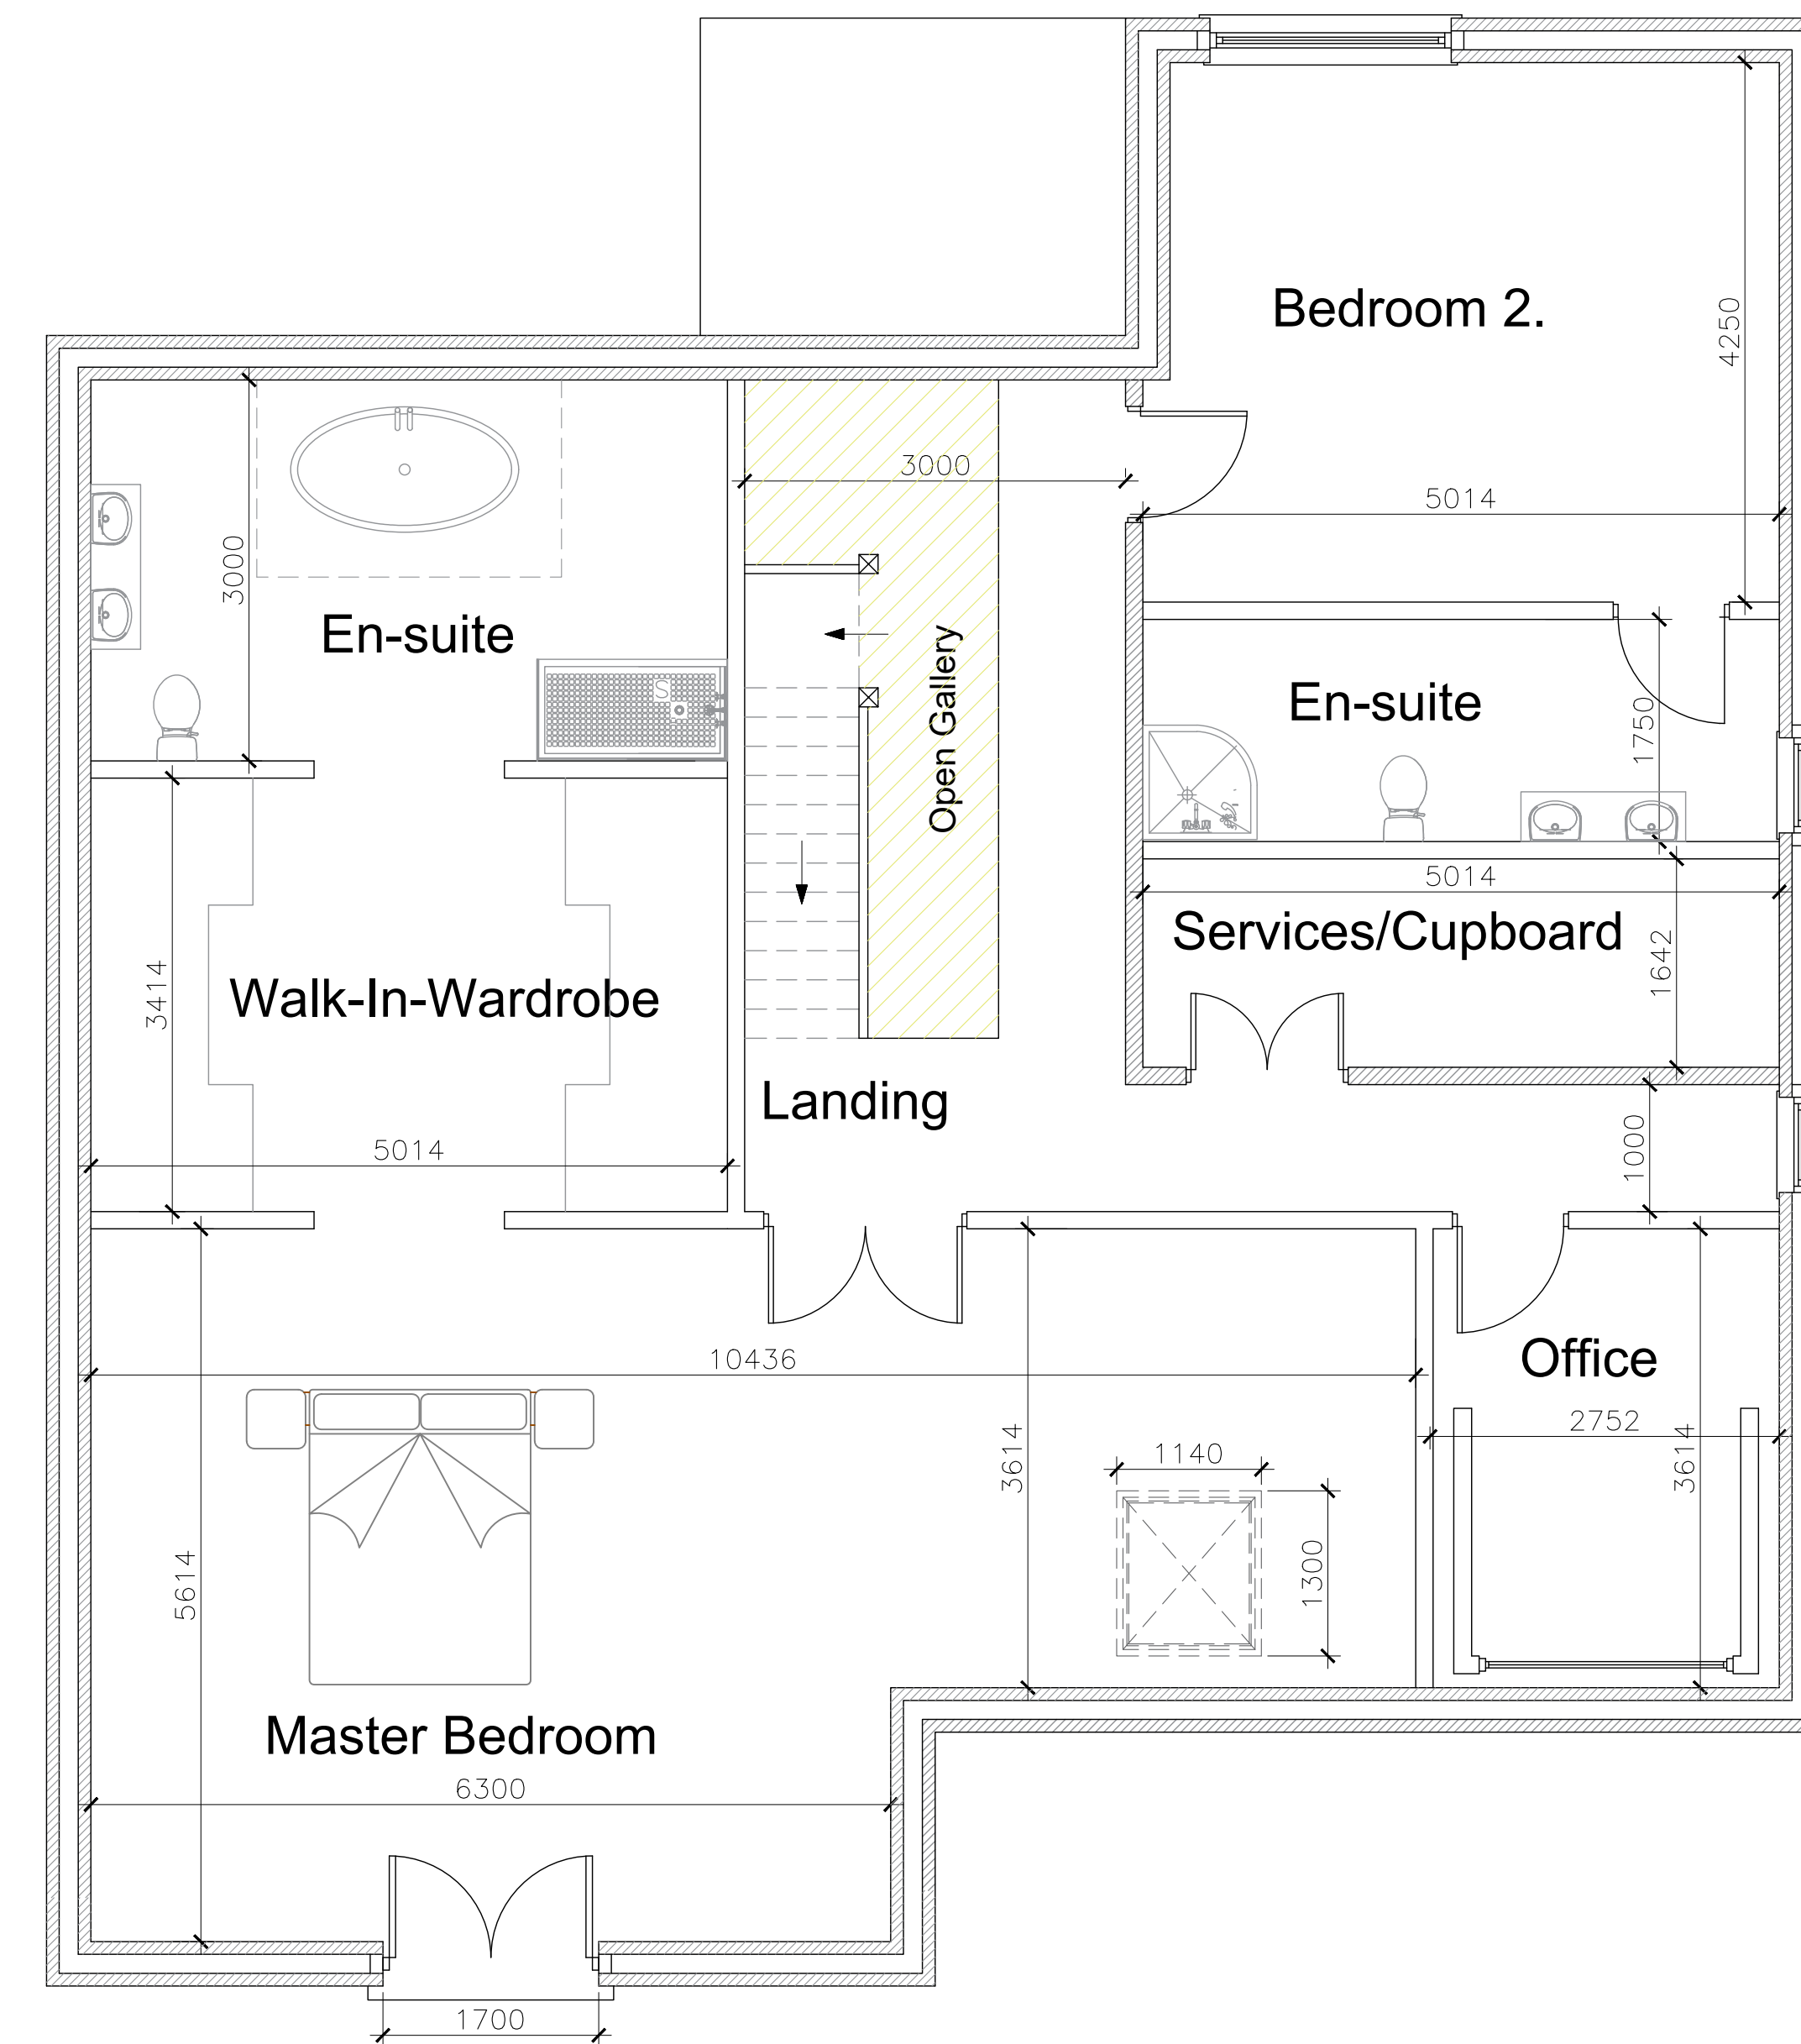 Bedroom 2.
4250
3000
5014
3000
En-suite
S
Open Gallery
En-suite
1750
5014
Services/Cupboard
1642
3414
Walk-In-Wardrobe
Landing
1000
5014
10436
Office
2752
3614
3614
1140
1300
5614
Master Bedroom
6300
1700